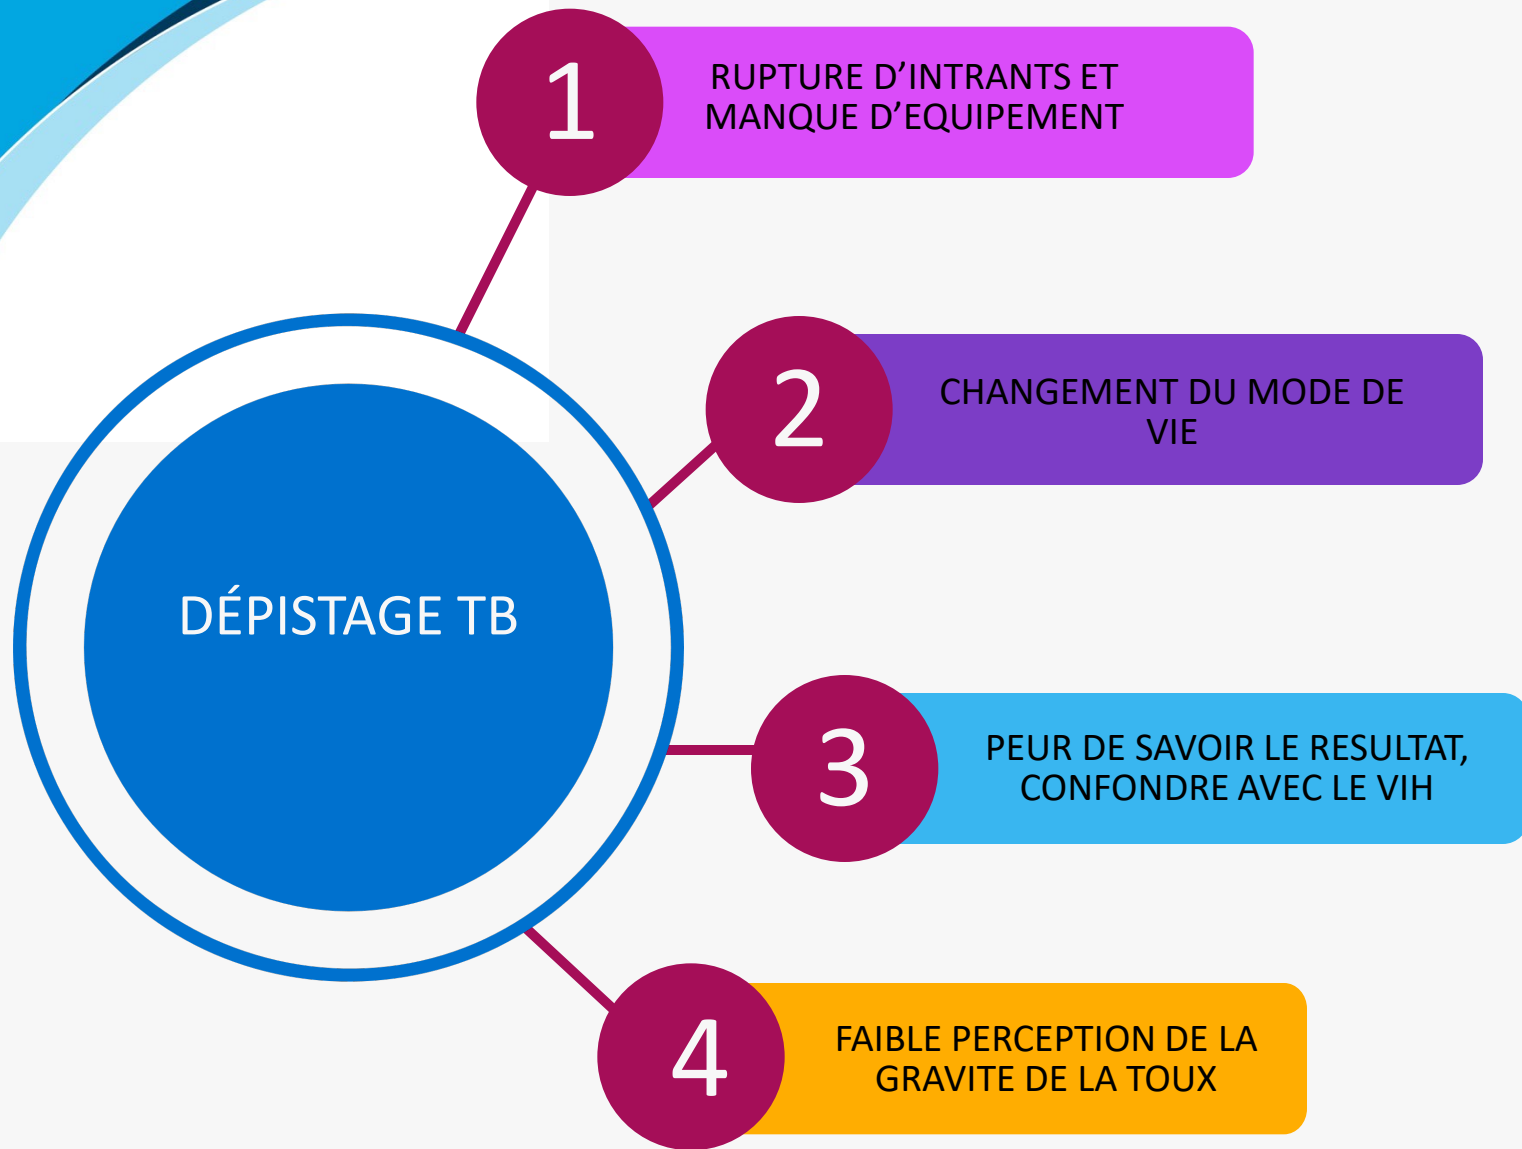 1
RUPTURE D’INTRANTS ET
MANQUE D’EQUIPEMENT
2
CHANGEMENT DU MODE DE
VIE
DÉPISTAGE TB
3
PEUR DE SAVOIR LE RESULTAT,
CONFONDRE AVEC LE VIH
4
FAIBLE PERCEPTION DE LA
GRAVITE DE LA TOUX